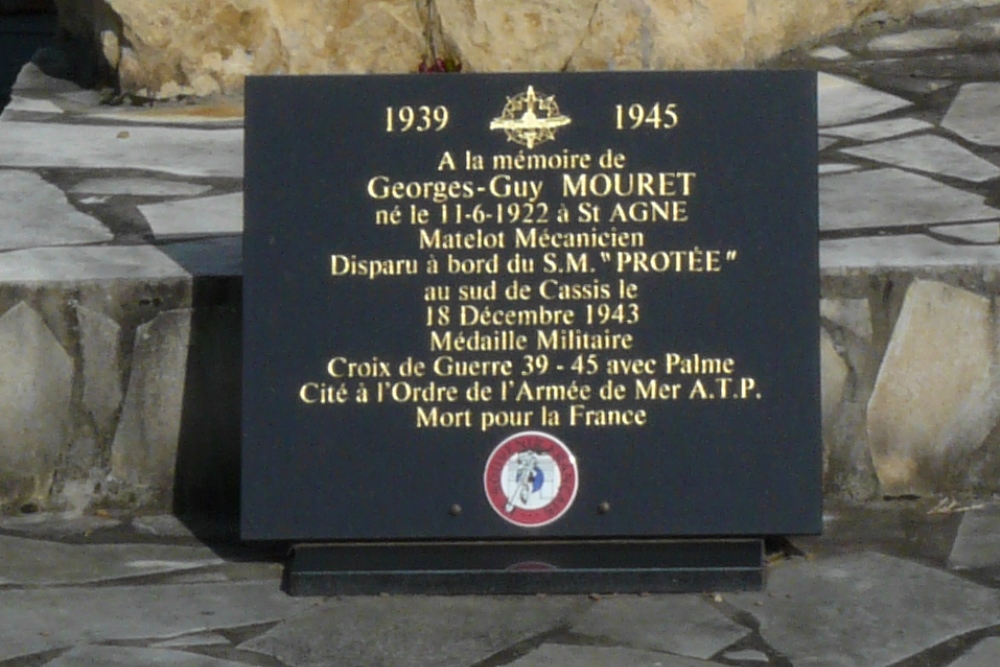 1939 1945
A la mémoire de
Georges-Guy MOURET
né le 11-6-1922 à St AGNE
Matelot Mécanicien
Disparu à bord du S.M. "PROTÈE"
au sud de Cassis le
18 Décembre 1943
Médaille Militaire
Croix de Guerre 39 - 45 avec Palme
Cité à l'Ordre de l'Armée de Mer A.T.P.
Mort pour la France